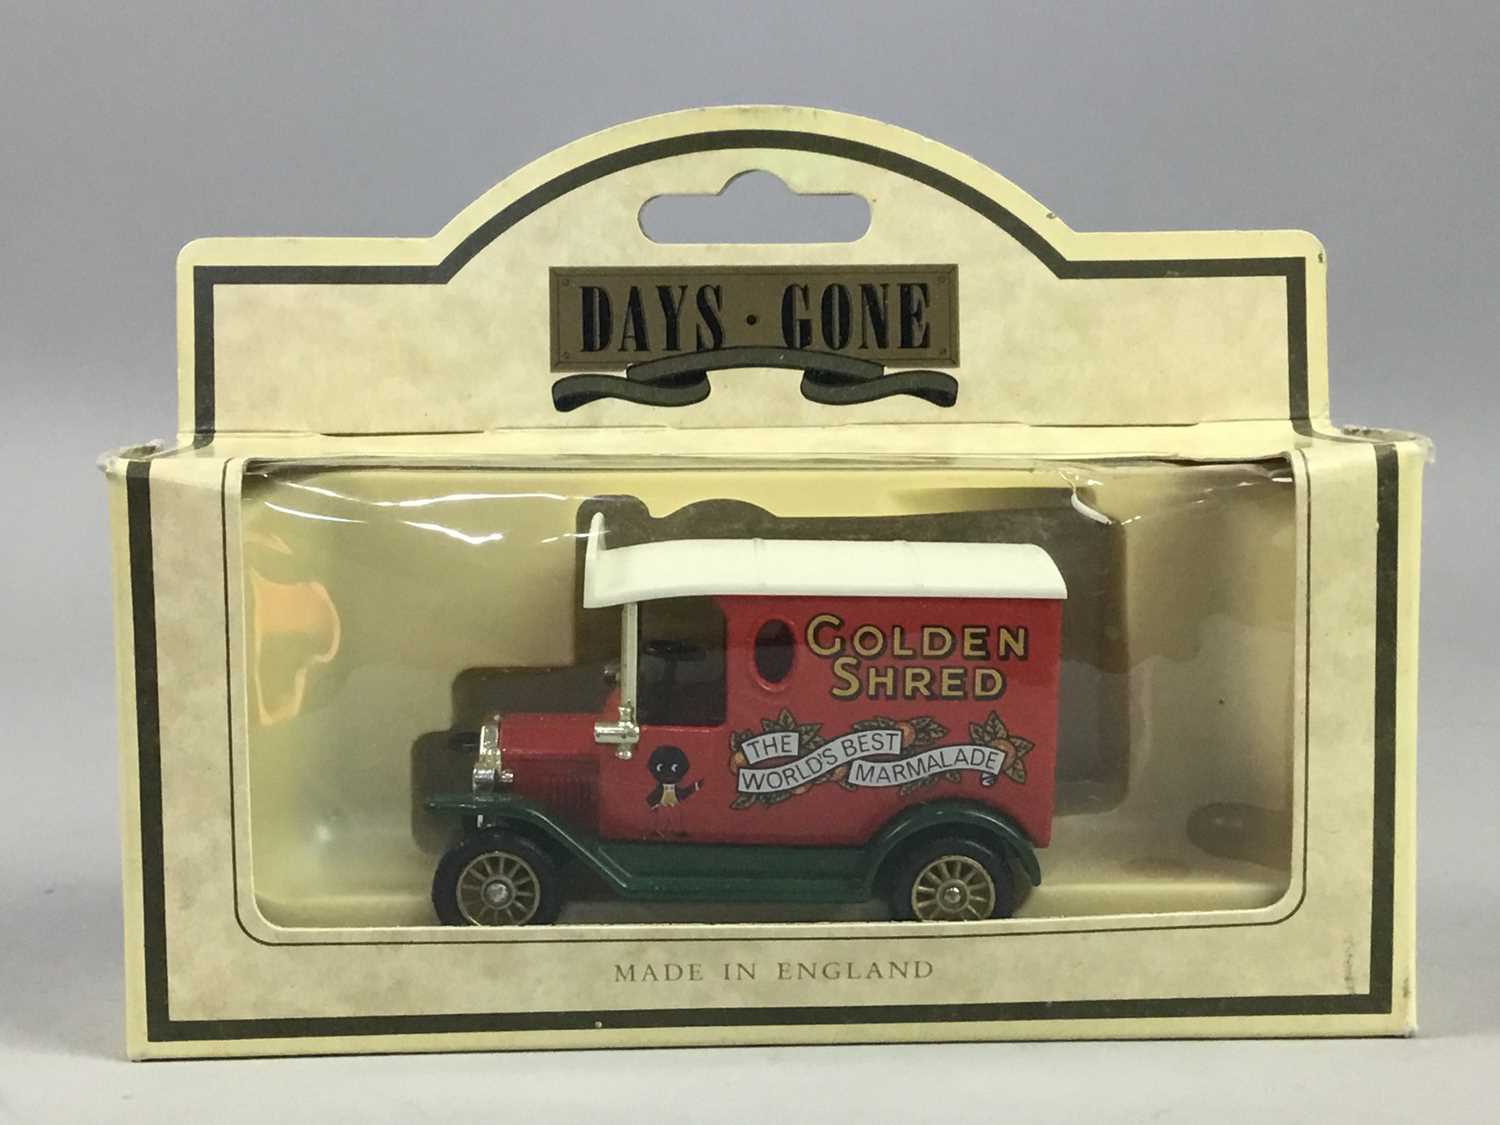 DAYS · GONE
GOLDEN
SHRED
THE
WORLD'S BEST
MARMALADE
MADE IN ENGLAND